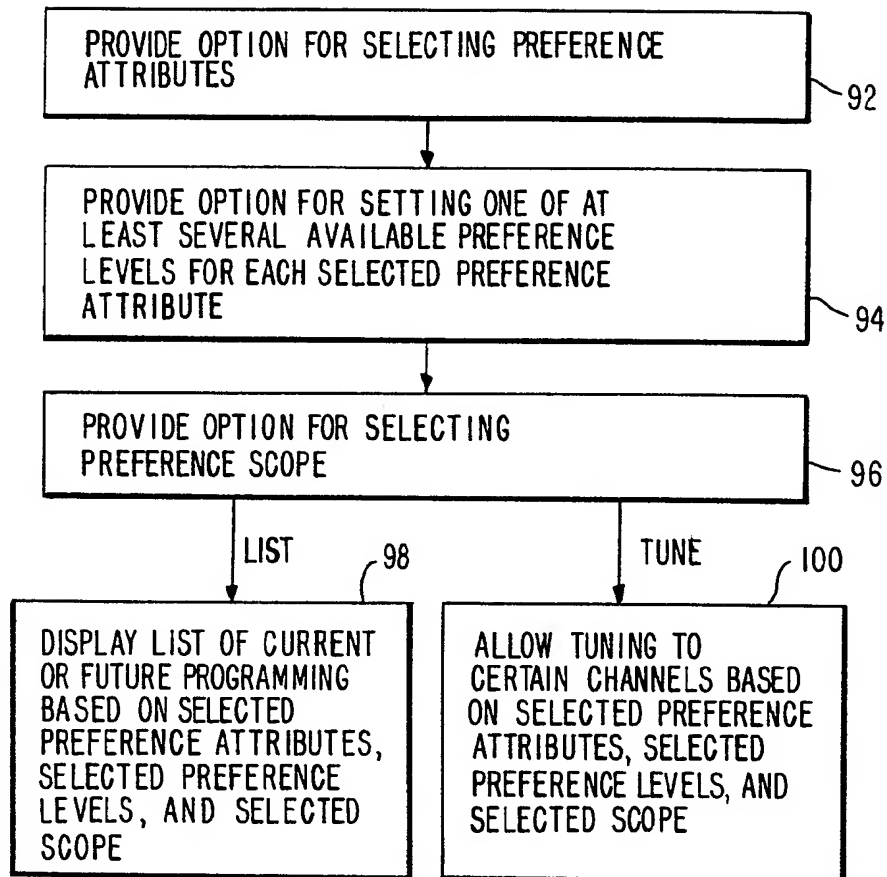 PROVIDE OPTION FOR SELECTING PREFERENCE
ATTRIBUTES
92
PROVIDE OPTION FOR SETTING ONE OF AT
LEAST SEVERAL AVAILABLE PREFERENCE
LEVELS FOR EACH SELECTED PREFERENCE
ATTRIBUTE
94
PROVIDE OPTION FOR SELECTING
PREFERENCE SCOPE
96
LIST
98
TUNE
100
DISPLAY LIST OF CURRENT
OR FUTURE PROGRAMMING
BASED ON SELECTED
PREFERENCE ATTRIBUTES,
SELECTED PREFERENCE
LEVELS, AND SELECTED
SCOPE
ALLOW TUNING TO
CERTAIN CHANNELS BASED
ON SELECTED PREFERENCE
ATTRIBUTES, SELECTED
PREFERENCE LEVELS, AND
SELECTED SCOPE